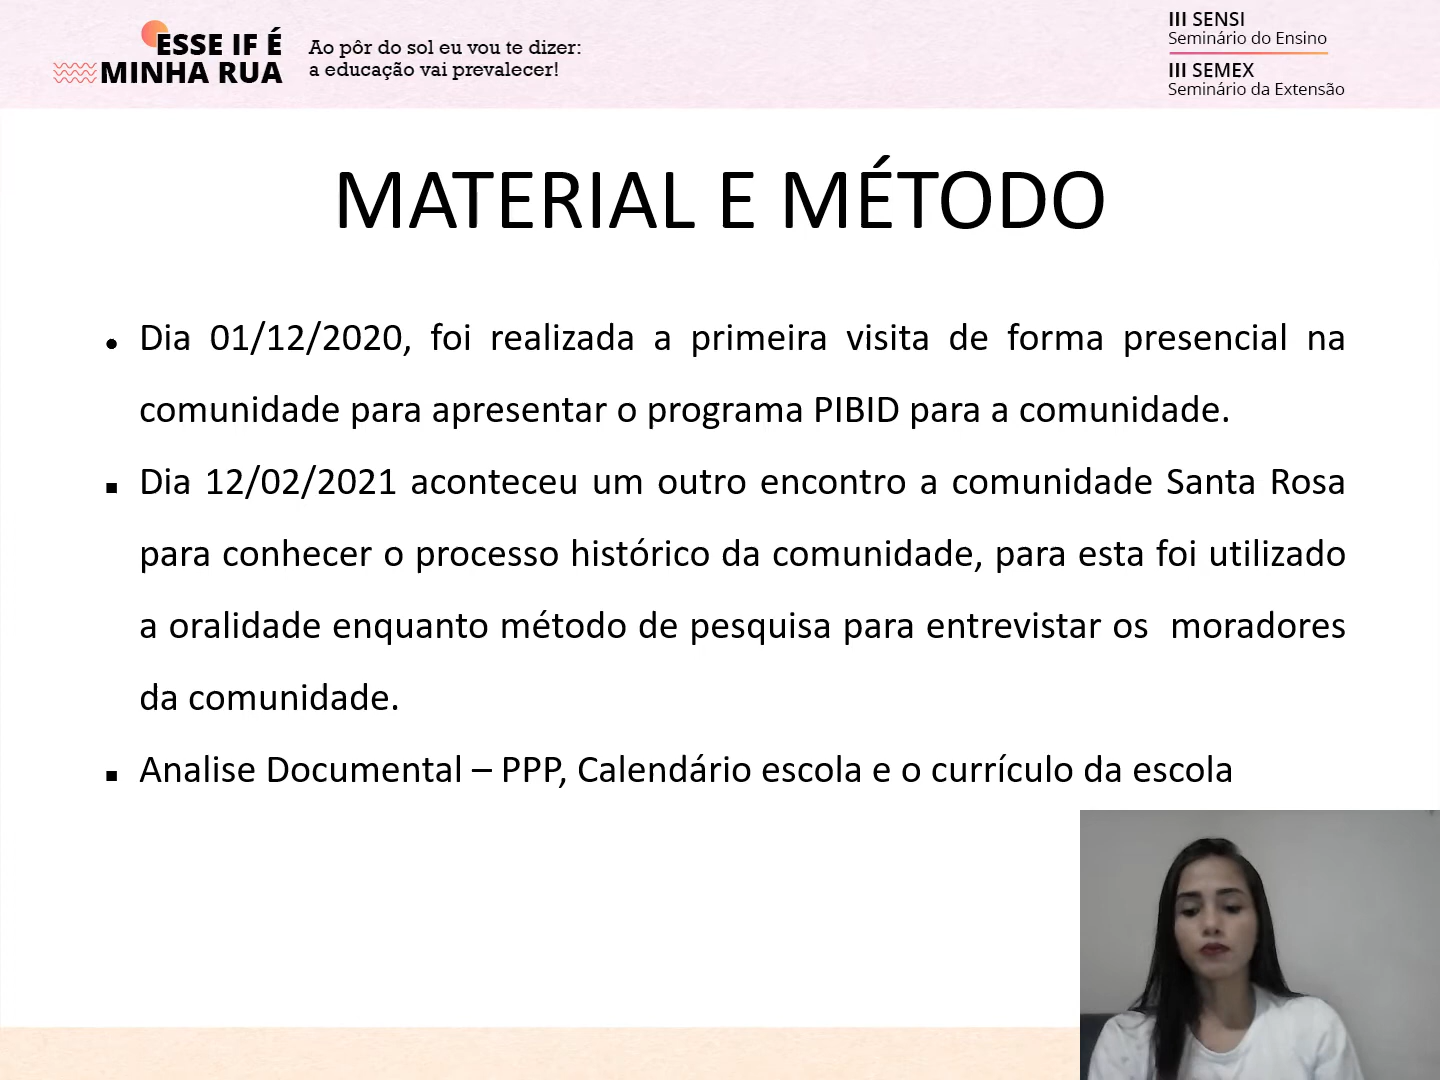 ESSE IF É
MINHA RUA
Ao pôr do sol eu vou te dizer:
a educação vai prevalecer!
III SENSI
Seminário do Ensino
III SEMEX
Seminário da Extensão
MATERIAL E MÉTODO
• Dia 01/12/2020, foi realizada a primeira visita de forma presencial na
comunidade para apresentar o programa PIBID para a comunidade.
▪ Dia 12/02/2021 aconteceu um outro encontro a comunidade Santa Rosa
para conhecer o processo histórico da comunidade, para esta foi utilizado
a oralidade enquanto método de pesquisa para entrevistar os moradores
da comunidade.
▪ Analise Documental – PPP, Calendário escola e o currículo da escola